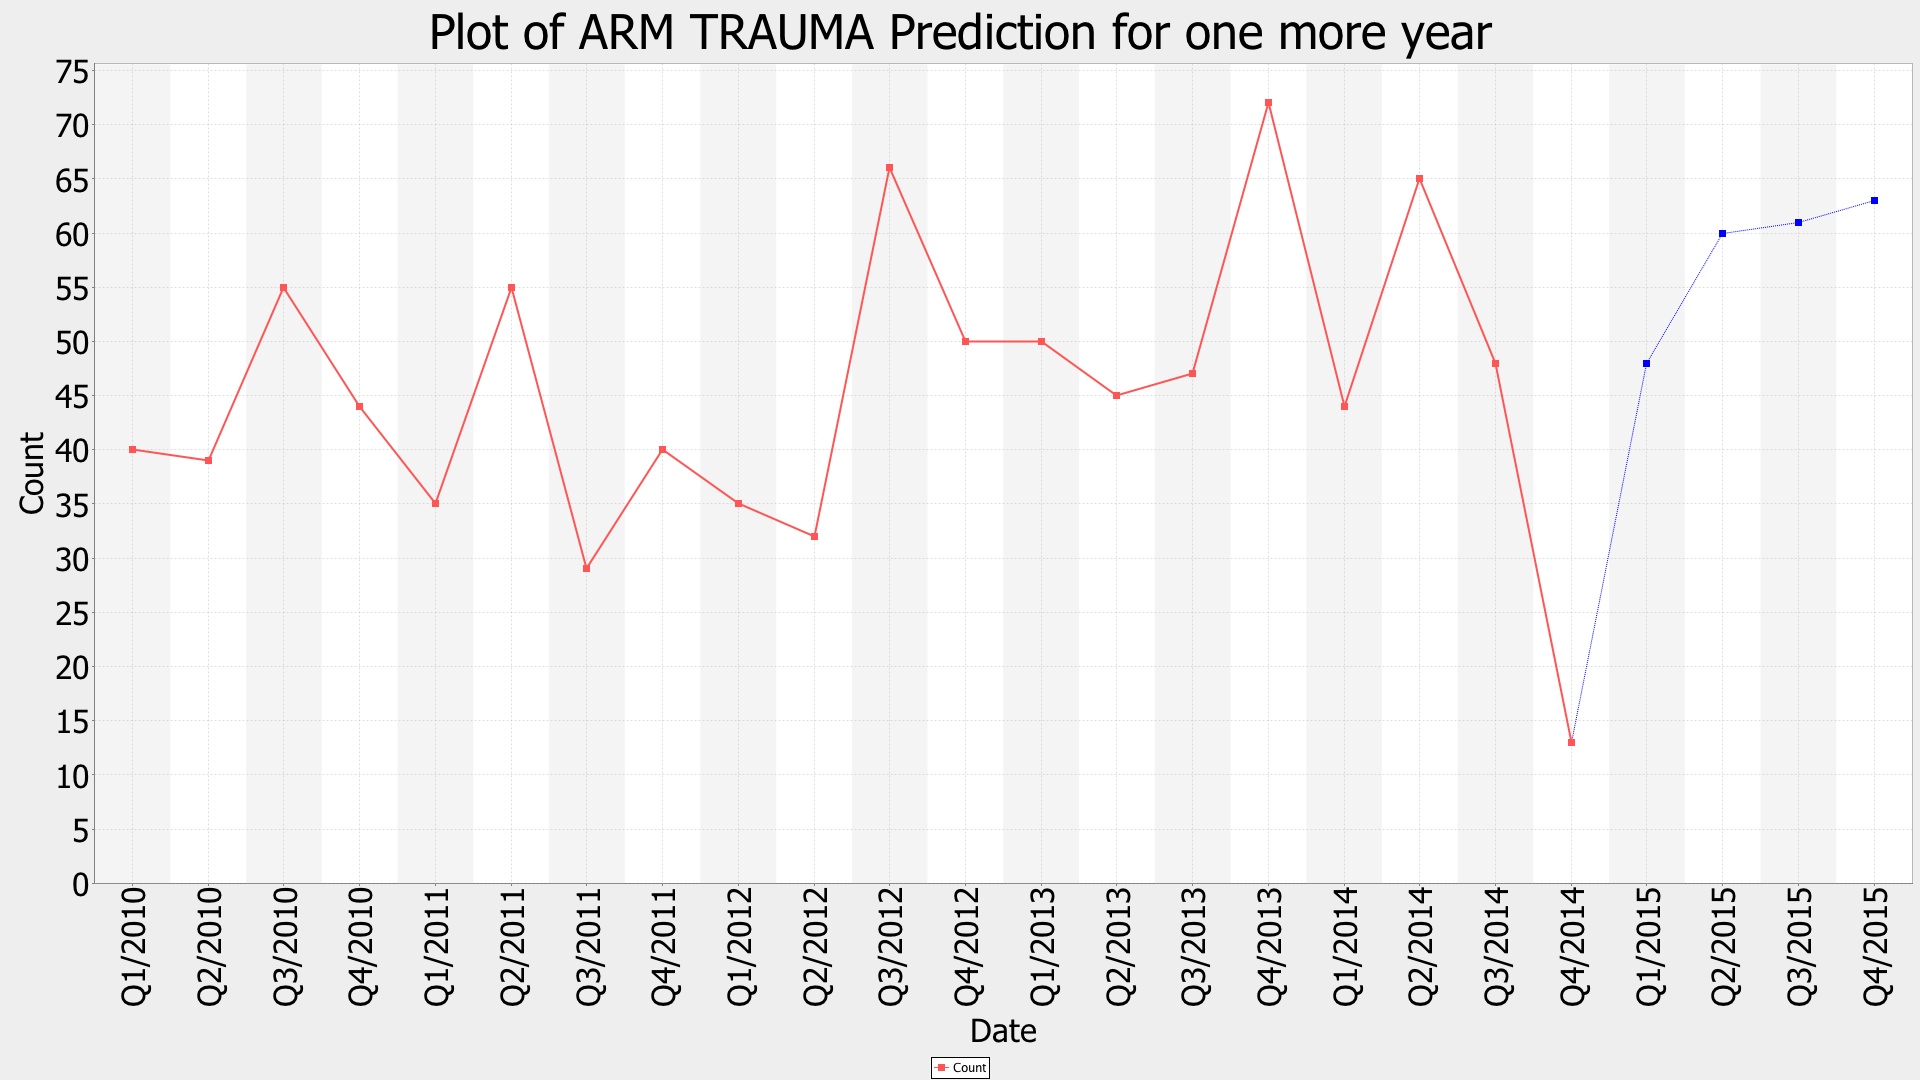 Plot of ARM TRAUMA Prediction for one more year
75
70
65
60
55
50
45
40
35
30
25
20
15
10
5
0
Count
Q1/2010
Q2/2010
Q3/2010
Q4/2010
Q1/2011
Q2/2011
Q3/2011
Q4/2011
Q1/2012
Q2/2012
Q3/2012
Q4/2012
Q1/2013
Q2/2013
Q3/2013
Q4/2013
Q1/2014
Q2/2014
Q3/2014
Q4/2014
Q1/2015
Q2/2015
Q3/2015
Q4/2015
Date
Count